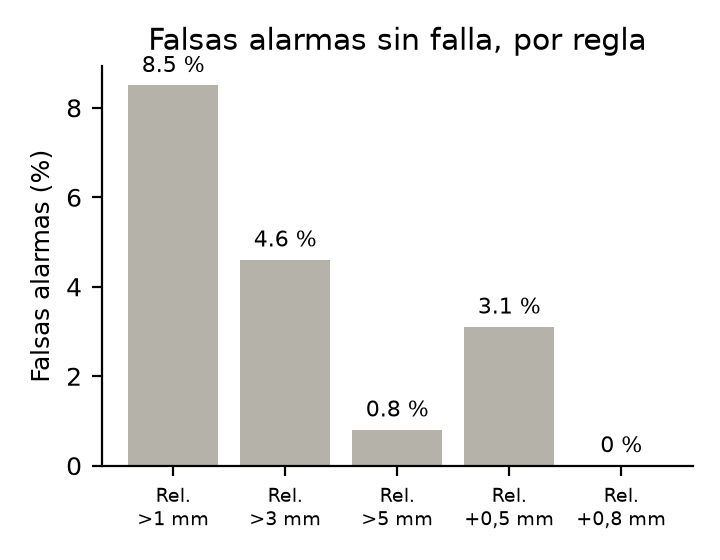 Falsas alarmas sin falla, por regla
8.5 %
4.6 %
0.8 %
3.1 %
0 %
Falsas alarmas (%)
8
6
4
2
0
Rel.
>1 mm
Rel.
>3 mm
Rel.
>5 mm
Rel.
+0,5 mm
Rel.
+0,8 mm